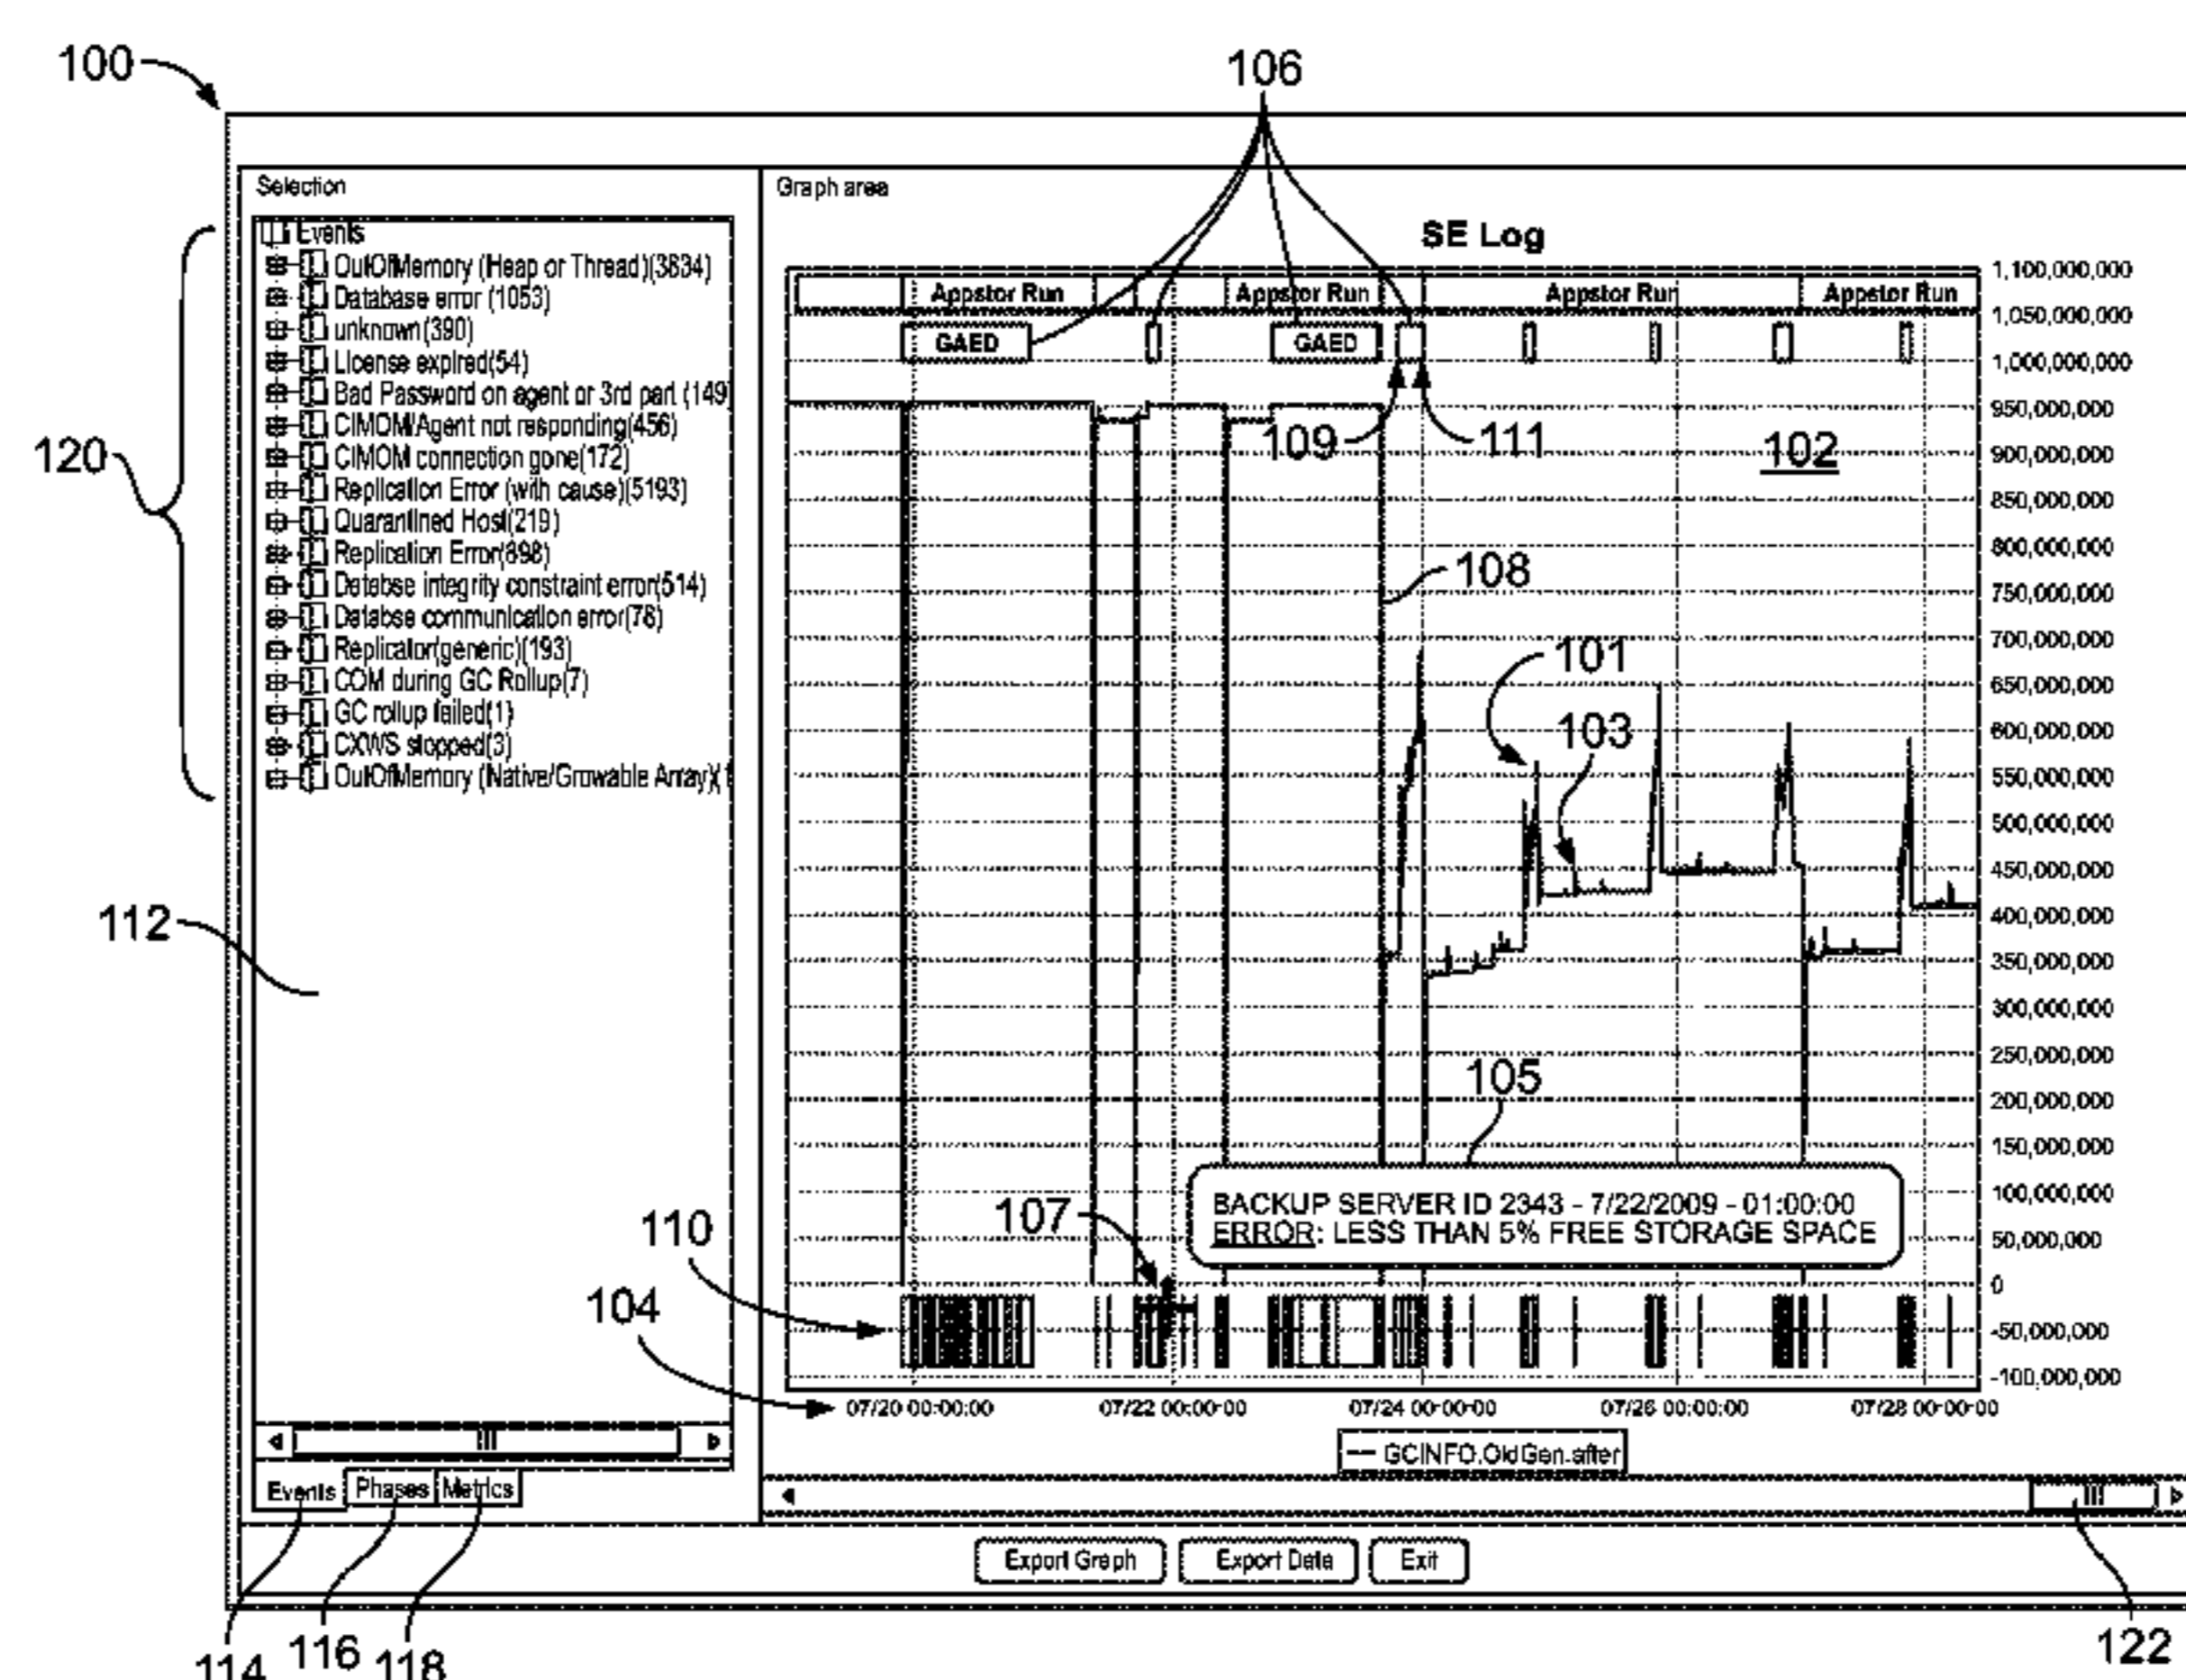 100
106
Selection
Graph area
SE Log
Events
OutOfMemory (Heap or Thread)(3834)
Database error (1053)
unknown(390)
License expired(54)
Bad Password on agent or 3rd part (149)
CIMOM/Agent not responding(456)
CIMOM connection gone(172)
Replication Error (with cause)(5193)
Quarantined Host(219)
Replication Error(898)
Databse integrity constraint error(514)
Databse communication error(78)
Replicator(generic)(193)
COM during GC Rollup(7)
GC rollup failed(1)
CXWS stopped(3)
OutOfMemory (Native/Growable Array)(
120
112
Appstor Run
Appstor Run
Appstor Run
Appstor Run
GAED
GAED
109
111
102
108
101
103
105
BACKUP SERVER ID 2343 - 7/22/2009 - 01:00:00
ERROR: LESS THAN 5% FREE STORAGE SPACE
107
110
104
1,100,000,000
1,050,000,000
1,000,000,000
950,000,000
900,000,000
850,000,000
800,000,000
750,000,000
700,000,000
650,000,000
600,000,000
550,000,000
500,000,000
450,000,000
400,000,000
350,000,000
300,000,000
250,000,000
200,000,000
150,000,000
100,000,000
50,000,000
0
-50,000,000
-100,000,000
07/20 00:00:00
07/22 00:00:00
07/24 00:00:00
07/26 00:00:00
07/28 00:00:00
GCINFO.OldGen.after
Events
Phases
Metrics
Export Graph
Export Data
Exit
114
116
118
122